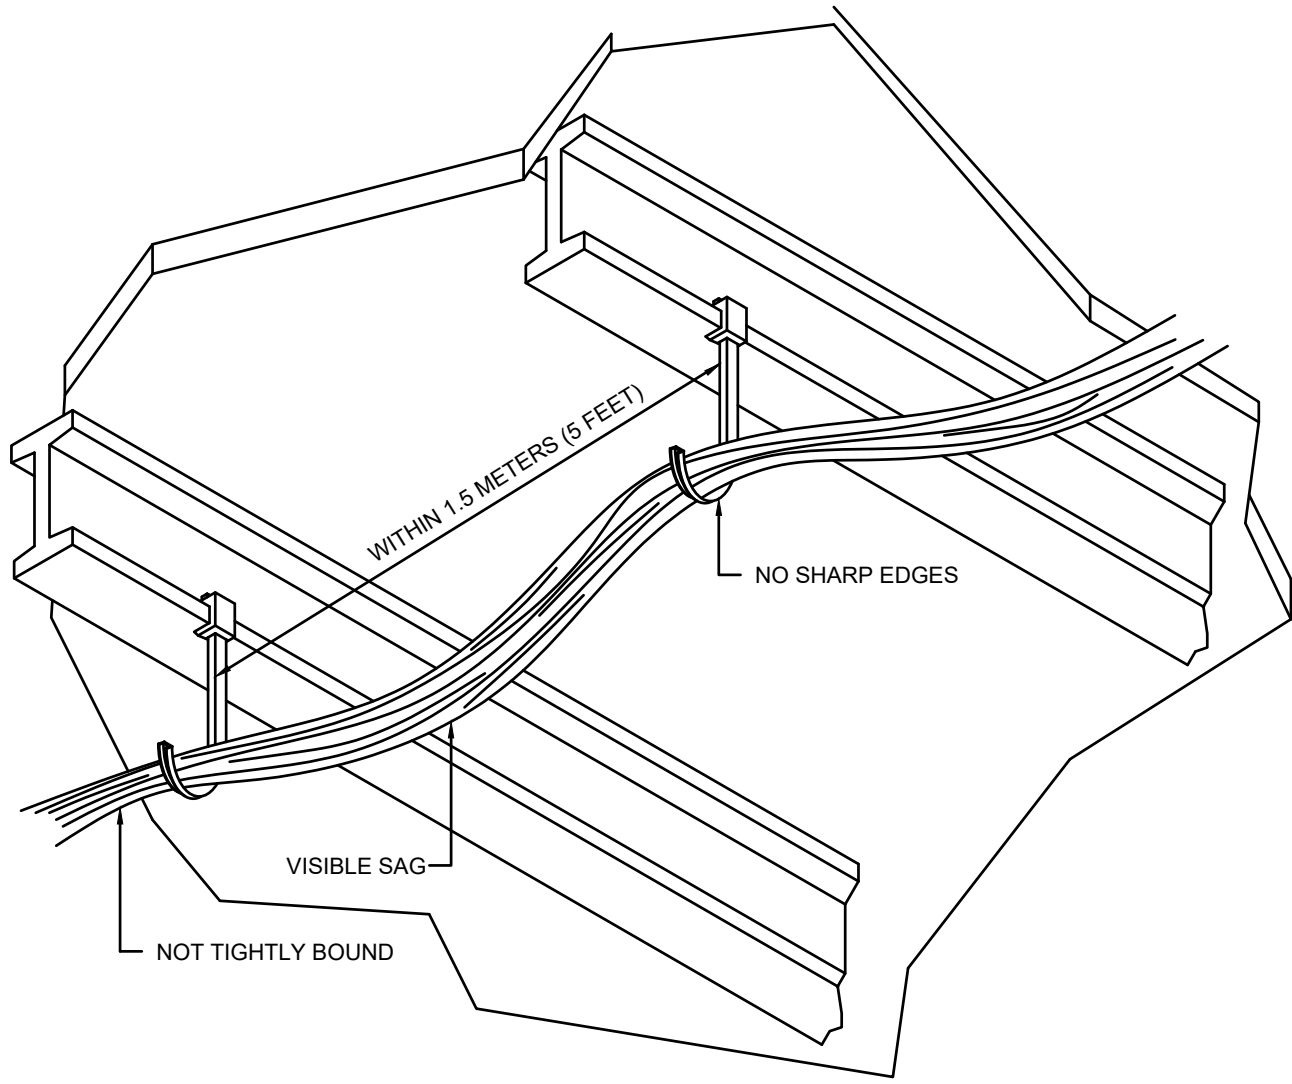 WITHIN 1.5 METERS (5 FEET)
NO SHARP EDGES
VISIBLE SAG
NOT TIGHTLY BOUND